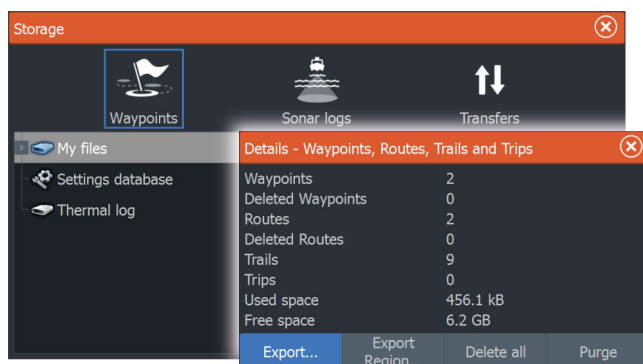 Storage
Waypoints
Sonar logs
Transfers
My files
Settings database
Thermal log
Details - Waypoints, Routes, Trails and Trips
Waypoints 2
Deleted Waypoints 0
Routes 2
Deleted Routes 0
Trails 9
Trips 0
Used space 456.1 kB
Free space 6.2 GB
Export...
Export
Region...
Delete all
Purge